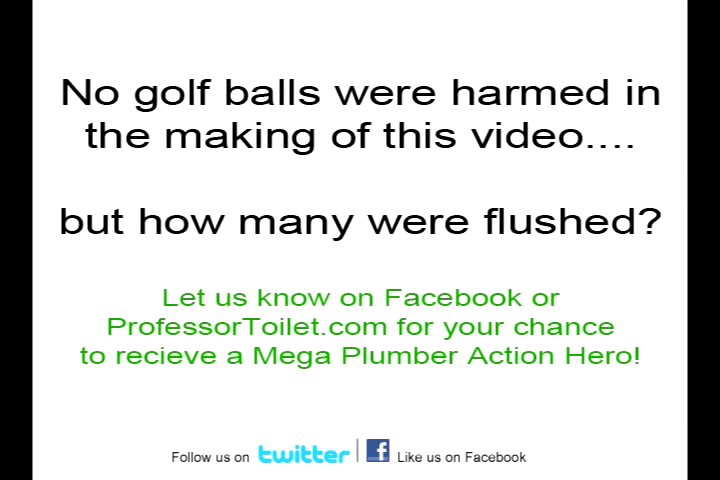 No golf balls were harmed in
the making of this video....
but how many were flushed?
Let us know on Facebook or
ProfessorToilet.com for your chance
to recieve a Mega Plumber Action Hero!
Follow us on twitter | f Like us on Facebook